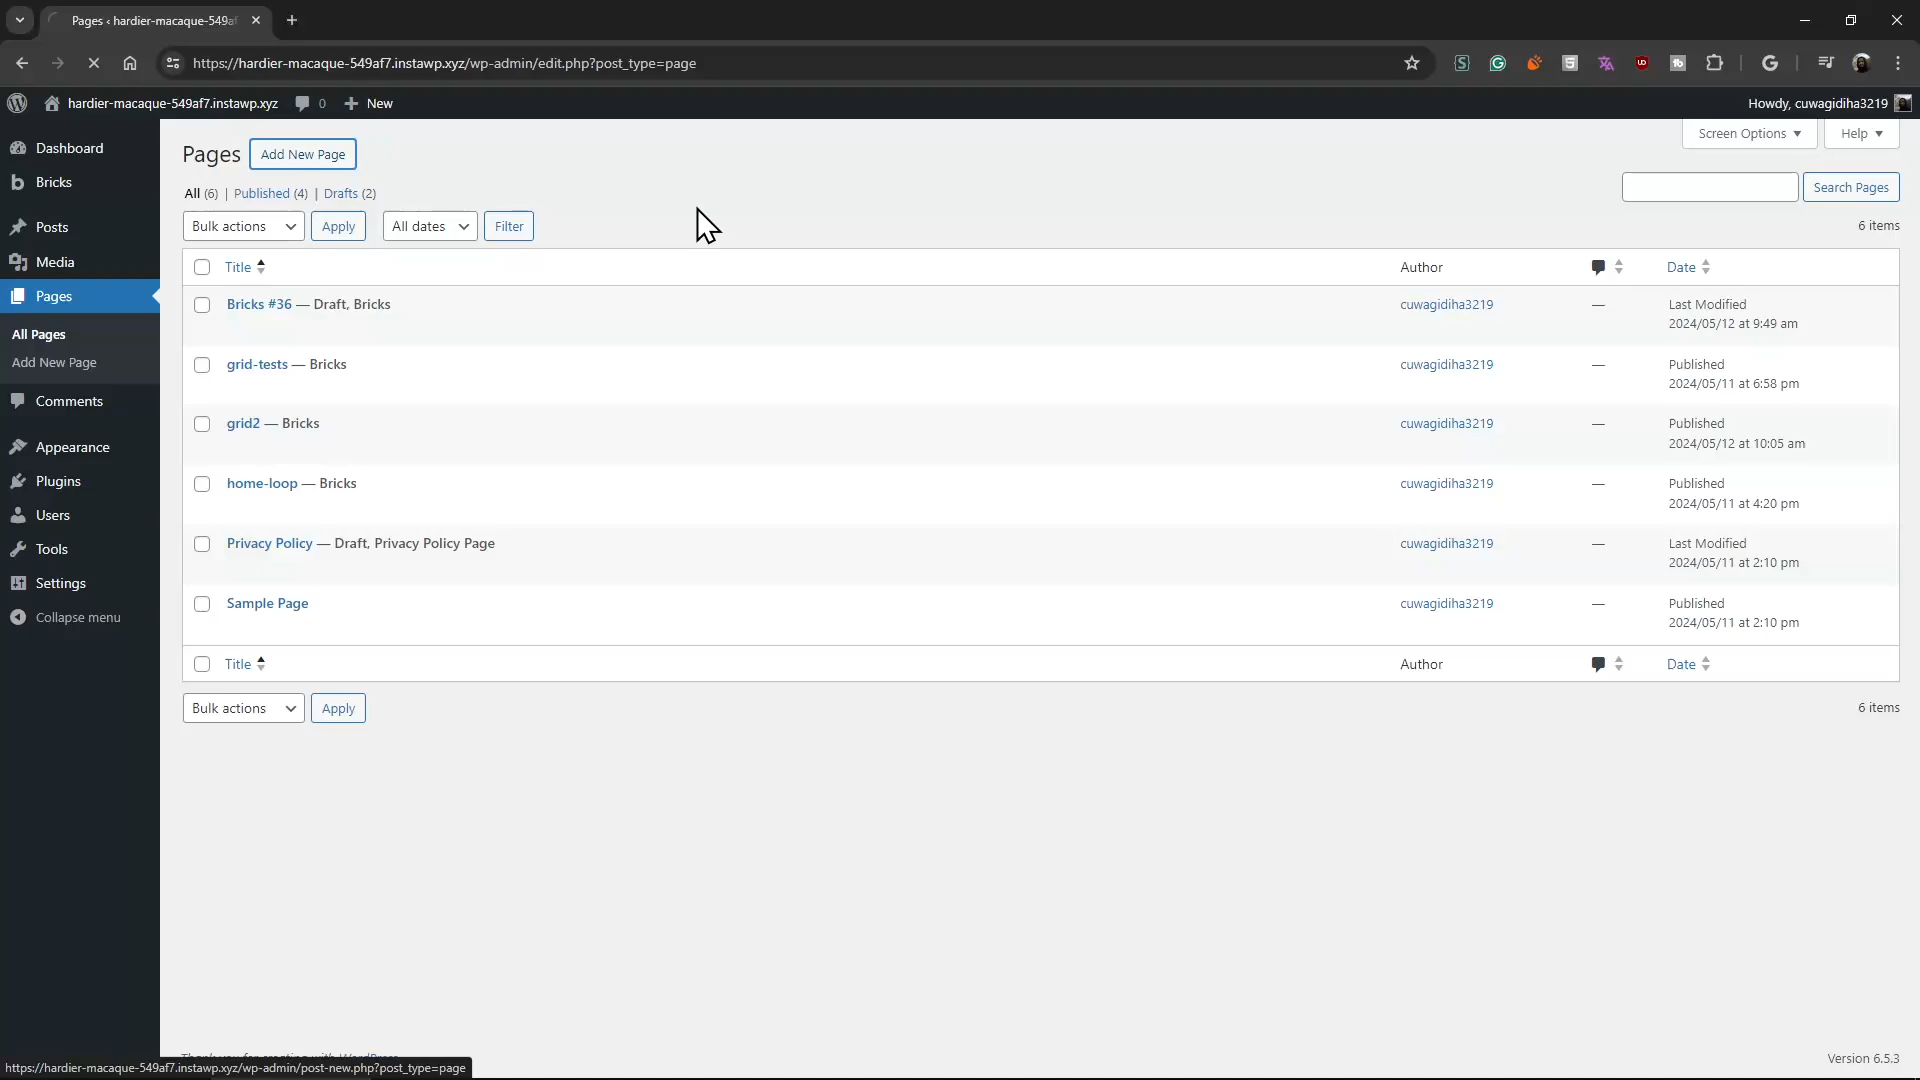 Pages ‹ hardier-macaque-549af
https://hardier-macaque-549af7.instawp.xyz/wp-admin/edit.php?post_type=page
hardier-macaque-549af7.instawp.xyz 0 New Howdy, cuwagidiha3219
Screen Options Help
Dashboard
Bricks
Posts
Media
Pages
All Pages
Add New Page
Comments
Appearance
Plugins
Users
Tools
Settings
Collapse menu
Pages Add New Page
All (6) | Published (4) | Drafts (2)
Search Pages
Bulk actions Apply All dates Filter 6 items
Title Author Date
Bricks #36 — Draft, Bricks cuwagidiha3219 — Last Modified
2024/05/12 at 9:49 am
grid-tests — Bricks cuwagidiha3219 — Published
2024/05/11 at 6:58 pm
grid2 — Bricks cuwagidiha3219 — Published
2024/05/12 at 10:05 am
home-loop — Bricks cuwagidiha3219 — Published
2024/05/11 at 4:20 pm
Privacy Policy — Draft, Privacy Policy Page cuwagidiha3219 — Last Modified
2024/05/11 at 2:10 pm
Sample Page cuwagidiha3219 — Published
2024/05/11 at 2:10 pm
Title Author Date
Bulk actions Apply 6 items
Version 6.5.3
https://hardier-macaque-549af7.instawp.xyz/wp-admin/post-new.php?post_type=page